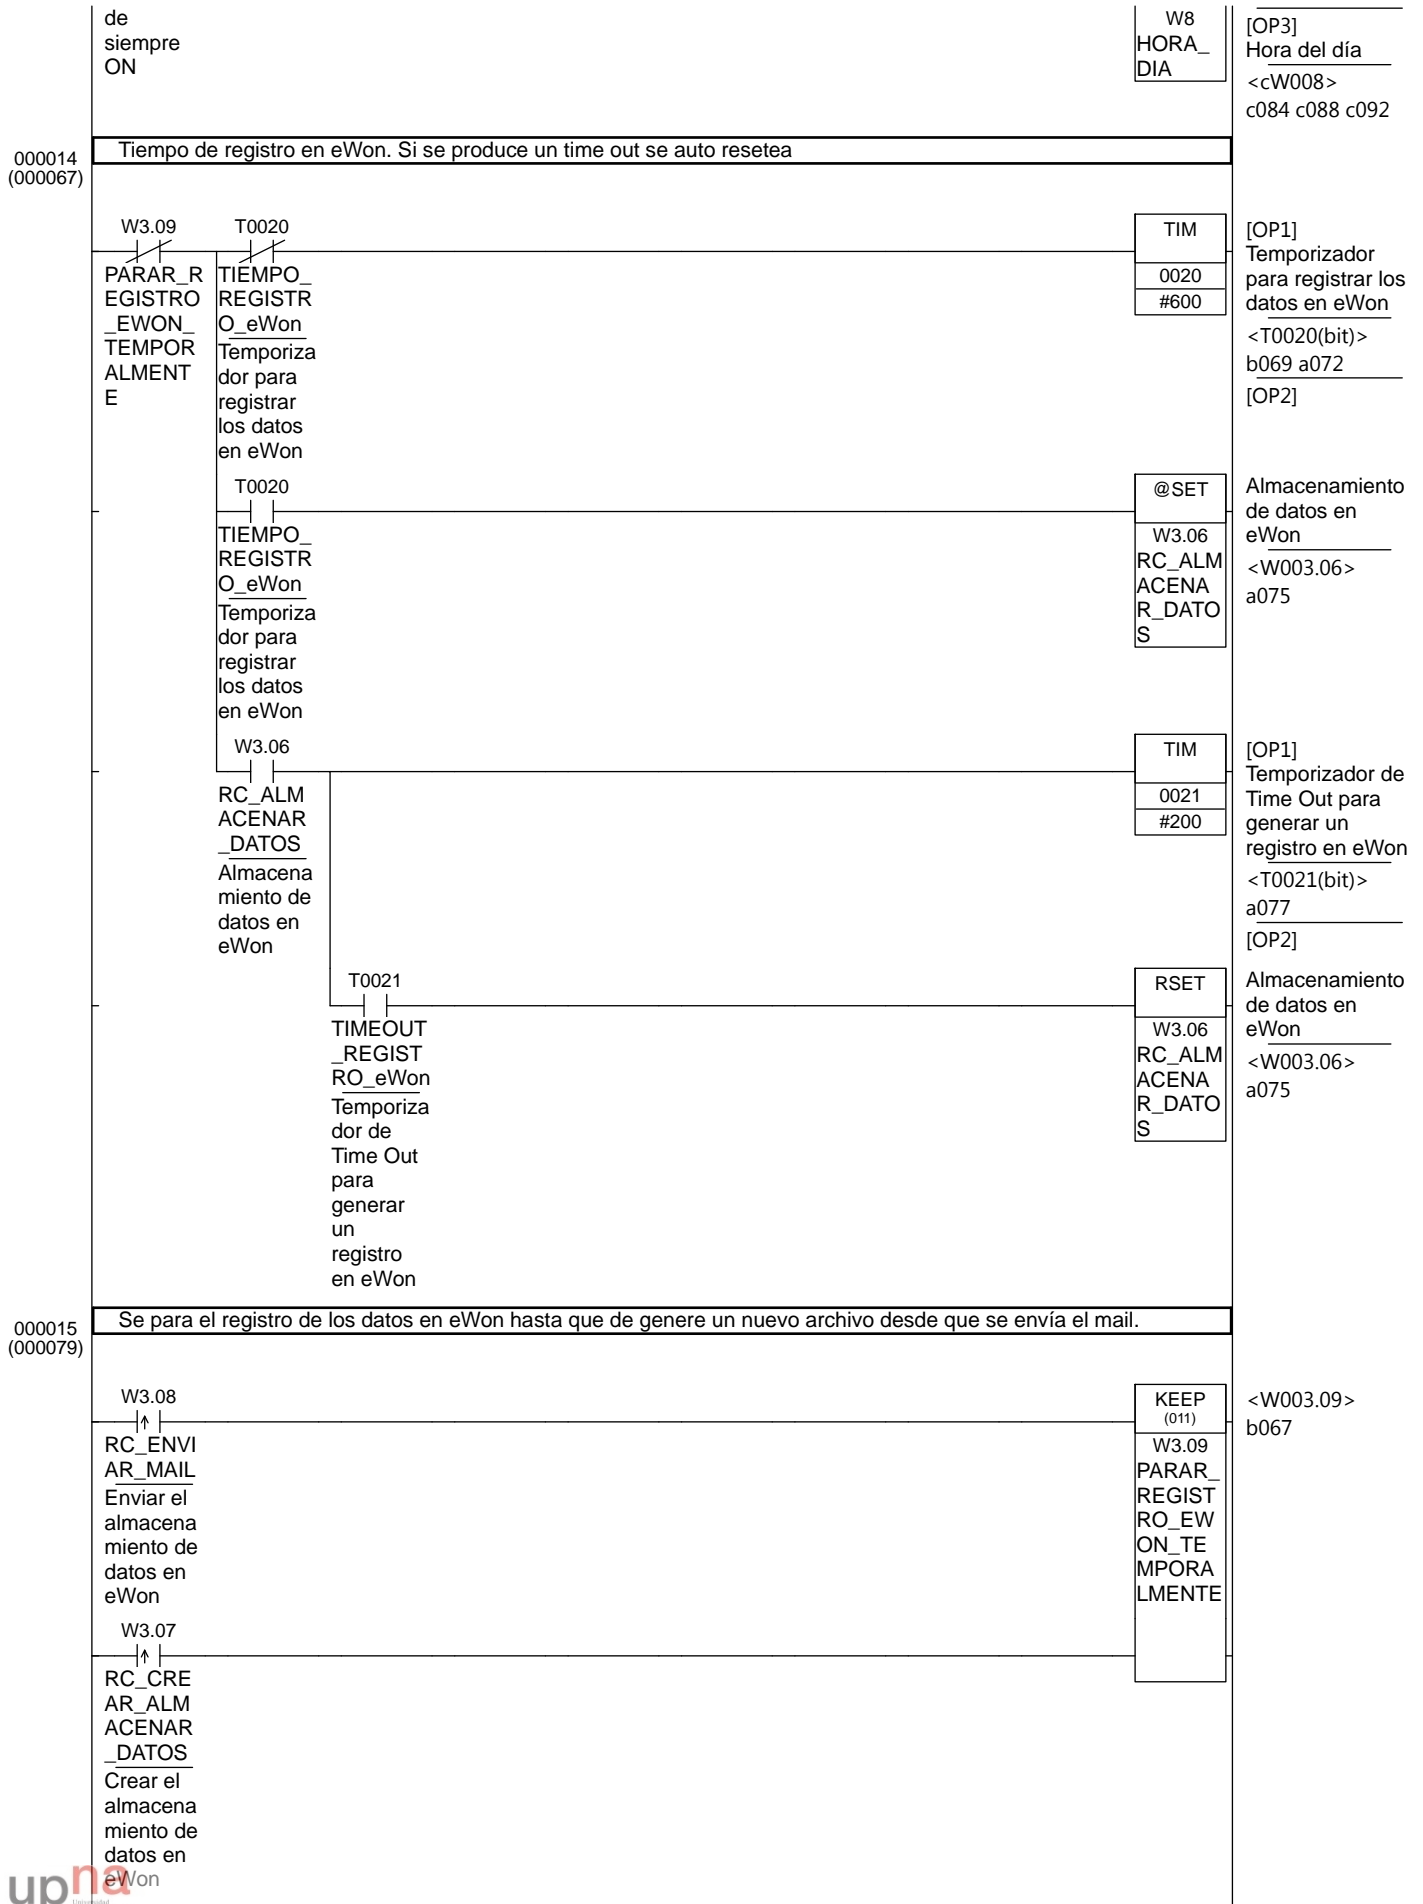 de
siempre
ON
W8
HORA_
DIA
[OP3]
Hora del día
<cW008>
c084 c088 c092
000014
(000067)
Tiempo de registro en eWon. Si se produce un time out se auto resetea
W3.09
PARAR_R
EGISTRO
_EWON_
TEMPOR
ALMENT
E
T0020
TIEMPO_
REGISTR
O_eWon
Temporiza
dor para
registrar
los datos
en eWon
TIM
0020
#600
[OP1]
Temporizador
para registrar los
datos en eWon
<T0020(bit)>
b069 a072
[OP2]
T0020
TIEMPO_
REGISTR
O_eWon
Temporiza
dor para
registrar
los datos
en eWon
@SET
W3.06
RC_ALM
ACENA
R_DATO
S
Almacenamiento
de datos en
eWon
<W003.06>
a075
W3.06
RC_ALM
ACENAR
_DATOS
Almacena
miento de
datos en
eWon
TIM
0021
#200
[OP1]
Temporizador de
Time Out para
generar un
registro en eWon
<T0021(bit)>
a077
[OP2]
T0021
TIMEOUT
_REGIST
RO_eWon
Temporiza
dor de
Time Out
para
generar
un
registro
en eWon
RSET
W3.06
RC_ALM
ACENA
R_DATO
S
Almacenamiento
de datos en
eWon
<W003.06>
a075
000015
(000079)
Se para el registro de los datos en eWon hasta que de genere un nuevo archivo desde que se envía el mail.
W3.08
RC_ENVI
AR_MAIL
Enviar el
almacena
miento de
datos en
eWon
KEEP
(011)
W3.09
PARAR_
REGIST
RO_EW
ON_TE
MPORA
LMENTE
<W003.09>
b067
W3.07
RC_CRE
AR_ALM
ACENAR
_DATOS
Crear el
almacena
miento de
datos en
eWon
upna
Universidad